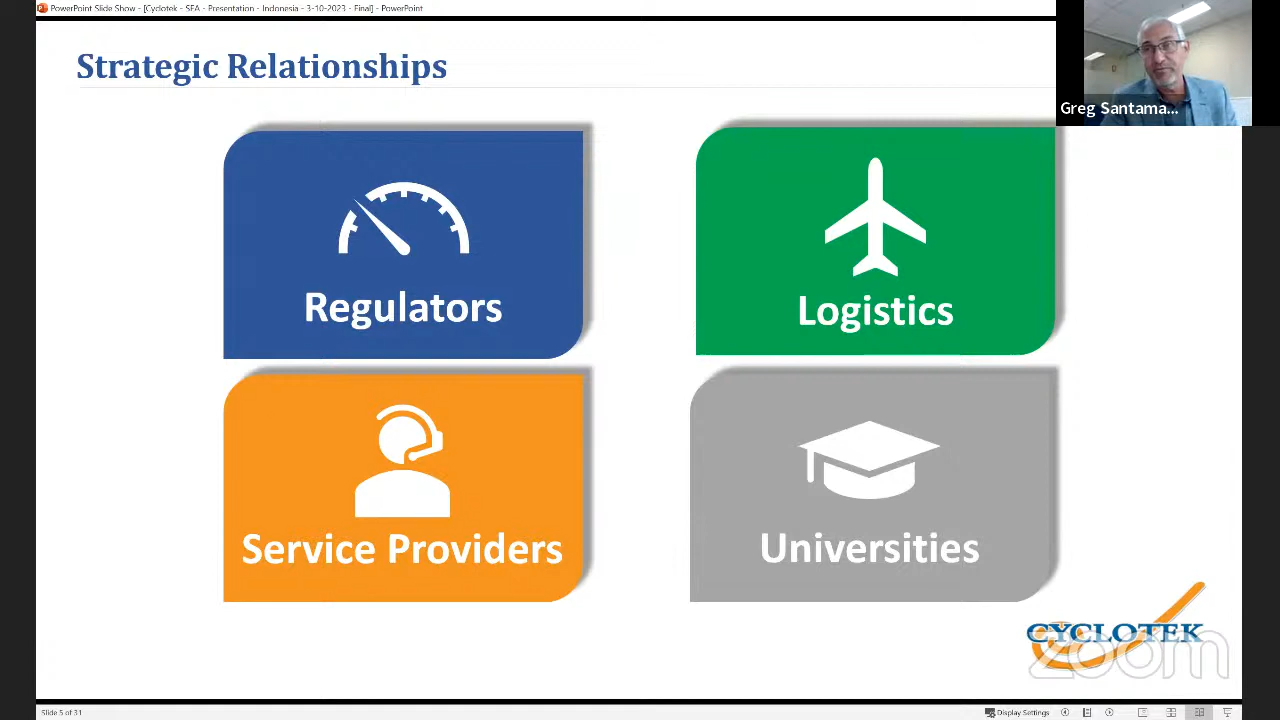 PowerPoint Slide Show - [Cyclotek - SEA - Presentation - Indonesia - 3-10-2023 - Final] - PowerPoint
Strategic Relationships
Greg Santama...
Regulators
Logistics
Service Providers
Universities
CYCLOTEK
zoom
Slide 5 of 31
Display Settings